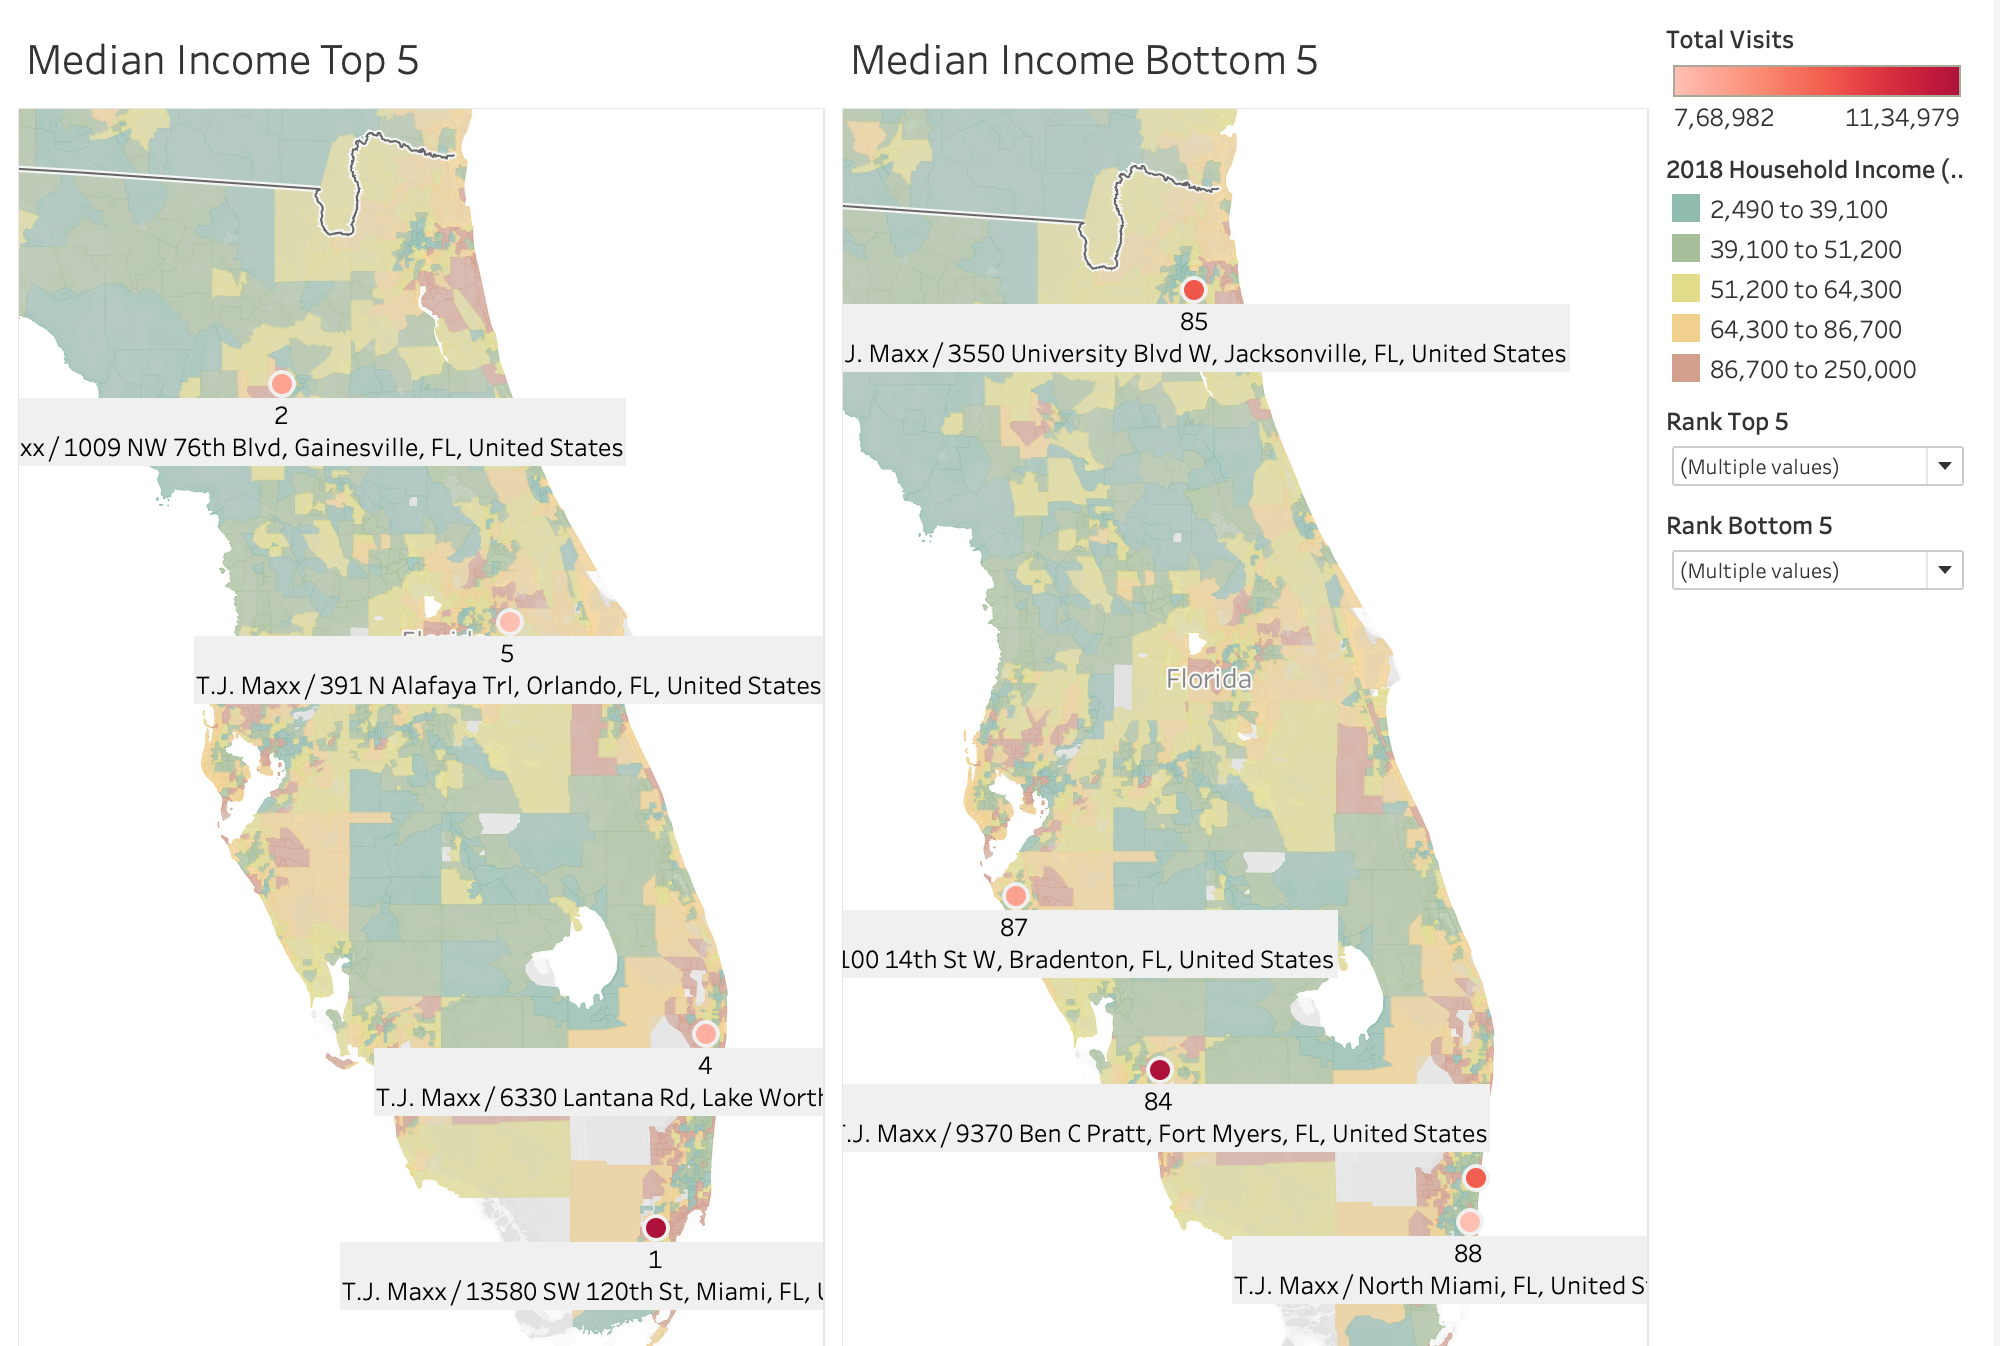 Median Income Top 5
2
xx / 1009 NW 76th Blvd, Gainesville, FL, United States
5
T.J. Maxx / 391 N Alafaya Trl, Orlando, FL, United States
4
T.J. Maxx / 6330 Lantana Rd, Lake Worth
1
T.J. Maxx / 13580 SW 120th St, Miami, FL,
Median Income Bottom 5
85
J. Maxx / 3550 University Blvd W, Jacksonville, FL, United States
Florida
87
100 14th St W, Bradenton, FL, United States
84
T.J. Maxx / 9370 Ben C Pratt, Fort Myers, FL, United States
88
T.J. Maxx / North Miami, FL, United S
Total Visits
7,68,982 11,34,979
2018 Household Income (..
2,490 to 39,100
39,100 to 51,200
51,200 to 64,300
64,300 to 86,700
86,700 to 250,000
Rank Top 5
(Multiple values)
Rank Bottom 5
(Multiple values)